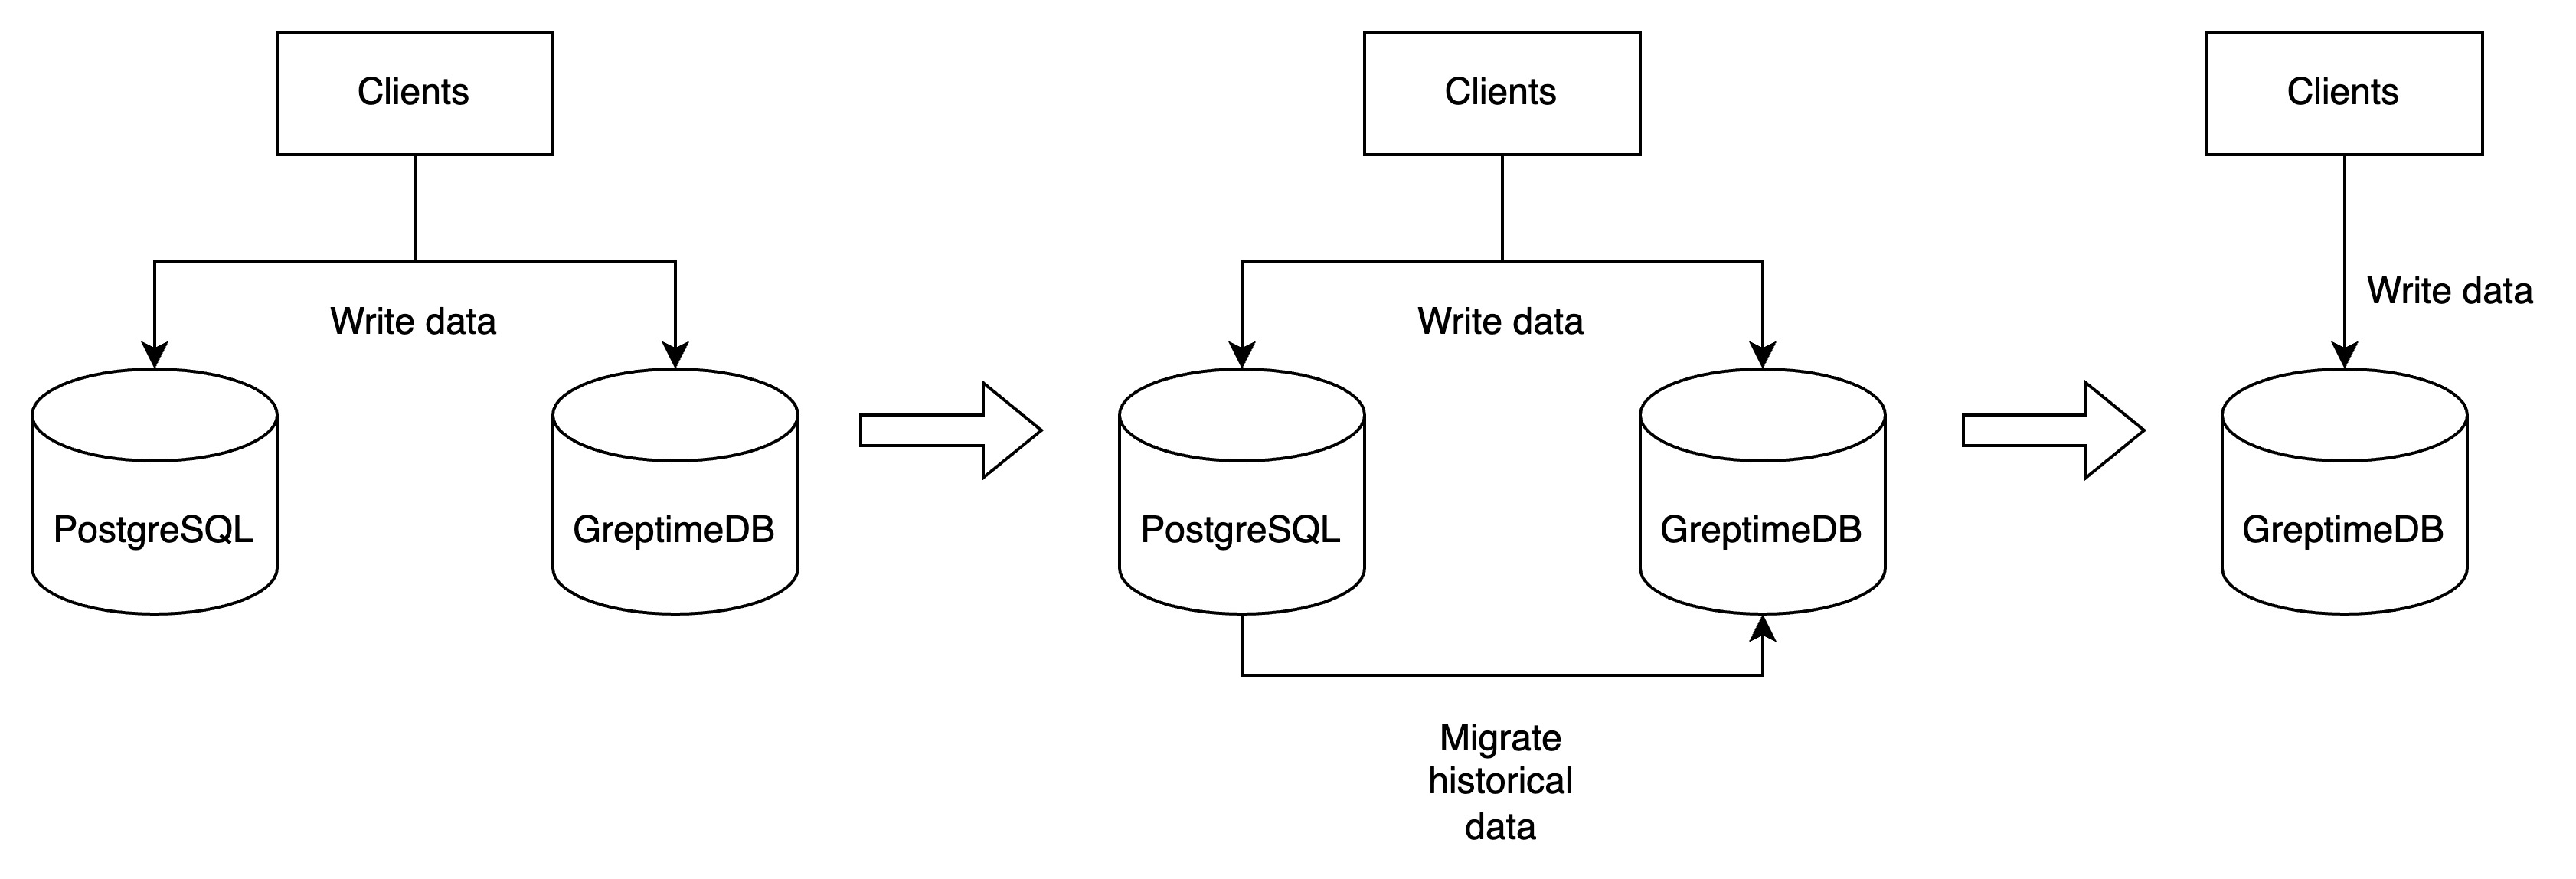 Clients
Write data
PostgreSQL
GreptimeDB
Clients
Write data
PostgreSQL
GreptimeDB
Migrate
historical
data
Clients
Write data
GreptimeDB